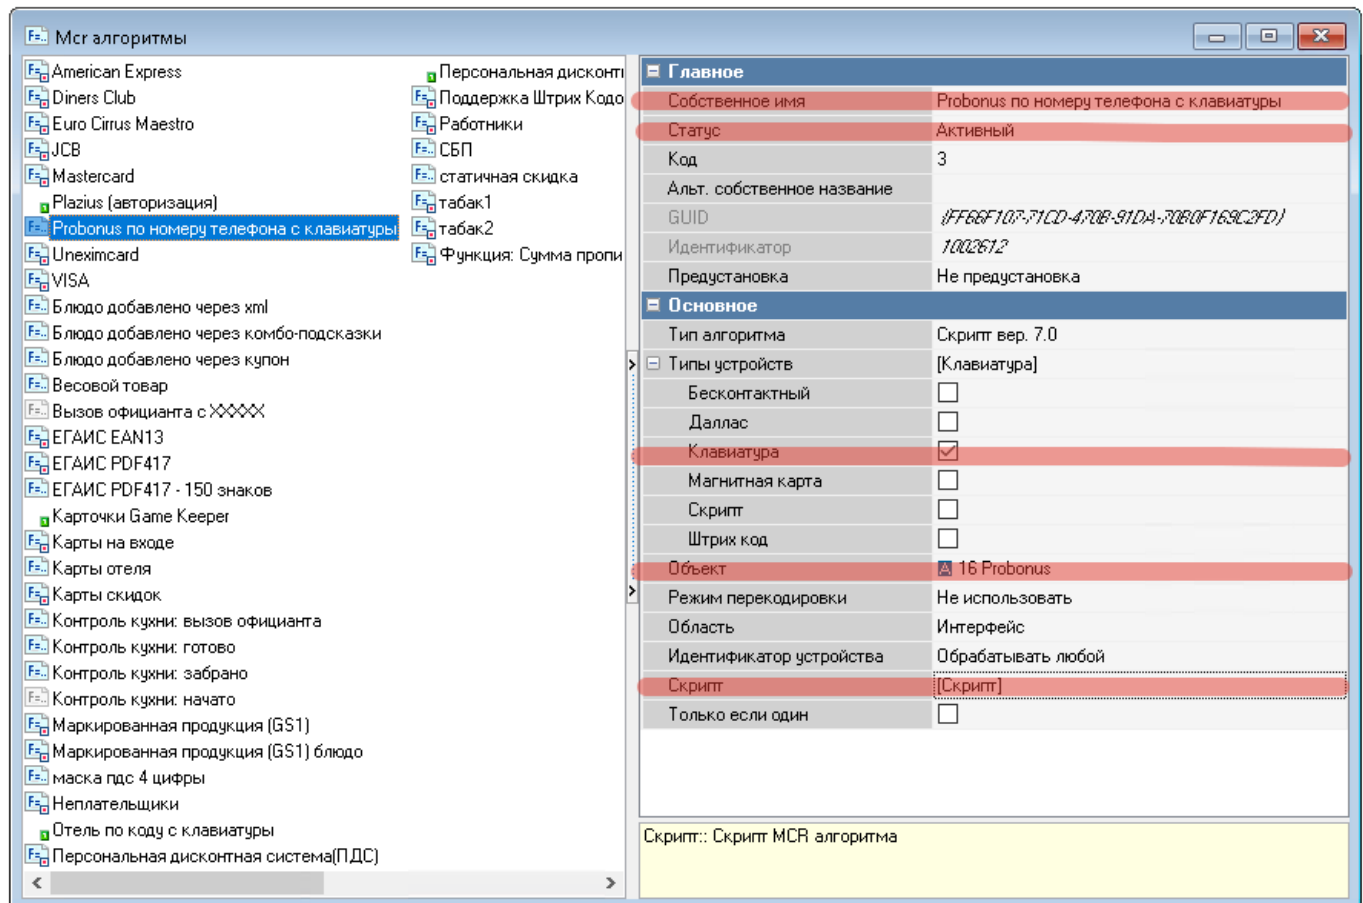 Mcr алгоритмы
American Express
Diners Club
Euro Cirrus Maestro
JCB
Mastercard
Plazius (авторизация)
Probonus по номеру телефона с клавиатуры
Uneximcard
VISA
Блюдо добавлено через xml
Блюдо добавлено через комбо-подсказки
Блюдо добавлено через купон
Весовой товар
Вызов официанта с XXXXX
ЕГАИС EAN13
ЕГАИС PDF417
ЕГАИС PDF417 - 150 знаков
Карточки Game Keeper
Карты на входе
Карты отеля
Карты скидок
Контроль кухни: вызов официанта
Контроль кухни: готово
Контроль кухни: забрано
Контроль кухни: начато
Маркированная продукция (GS1)
Маркированная продукция (GS1) блюдо
маска пдс 4 цифры
Неплательщики
Отель по коду с клавиатуры
Персональная дисконтная система(ПДС)
Персональная дисконт
Поддержка Штрих Кодо
Работники
СБП
статичная скидка
табак1
табак2
Функция: Сумма пропи
Главное
Собственное имя Probonus по номеру телефона с клавиатуры
Статус Активный
Код 3
Альт. собственное название
GUID {FF66F107-71CD-470B-91DA-70B0F169C2FD}
Идентификатор 1002612
Предустановка Не предустановка
Основное
Тип алгоритма Скрипт вер. 7.0
Типы устройств [Клавиатура]
Бесконтактный
Даллас
Клавиатура
Магнитная карта
Скрипт
Штрих код
Объект 16 Probonus
Режим перекодировки Не использовать
Область Интерфейс
Идентификатор устройства Обрабатывать любой
Скрипт [Скрипт]
Только если один
Скрипт:: Скрипт MCR алгоритма